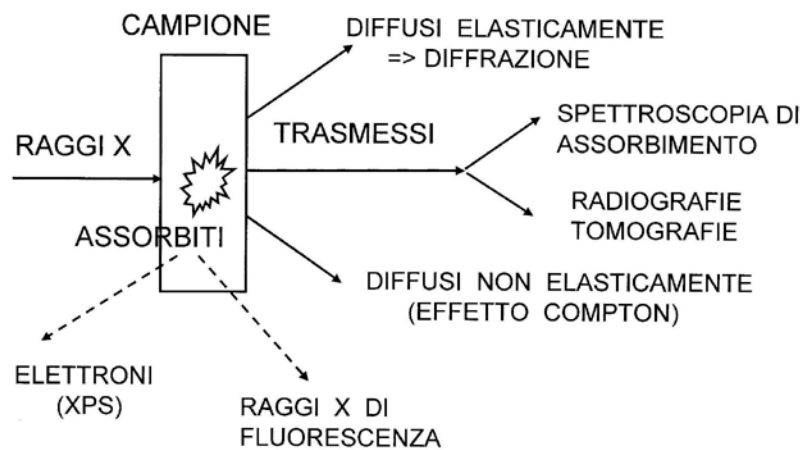 CAMPIONE
DIFFUSI ELASTICAMENTE
=> DIFFRAZIONE
RAGGI X
TRASMESSI
SPETTROSCOPIA DI
ASSORBIMENTO
RADIOGRAFIE
TOMOGRAFIE
ASSORBITI
DIFFUSI NON ELASTICAMENTE
(EFFETTO COMPTON)
ELETTRONI
(XPS)
RAGGI X DI
FLUORESCENZA